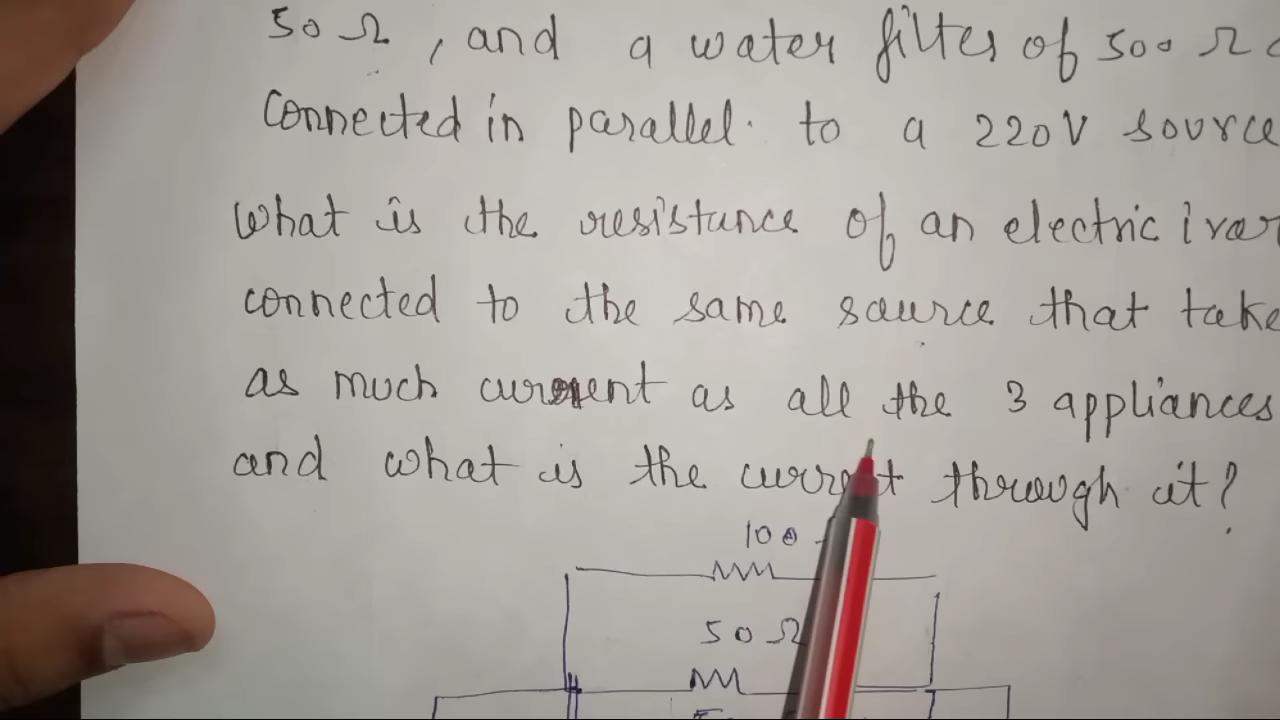 50 Ω, and a water filter of 500 Ω
connected in parallel. to a 220V source
What is the resistance of an electric
connected to the same source that take
as much current as all the 3 appliances
and what is the current through it?
100
50 Ω